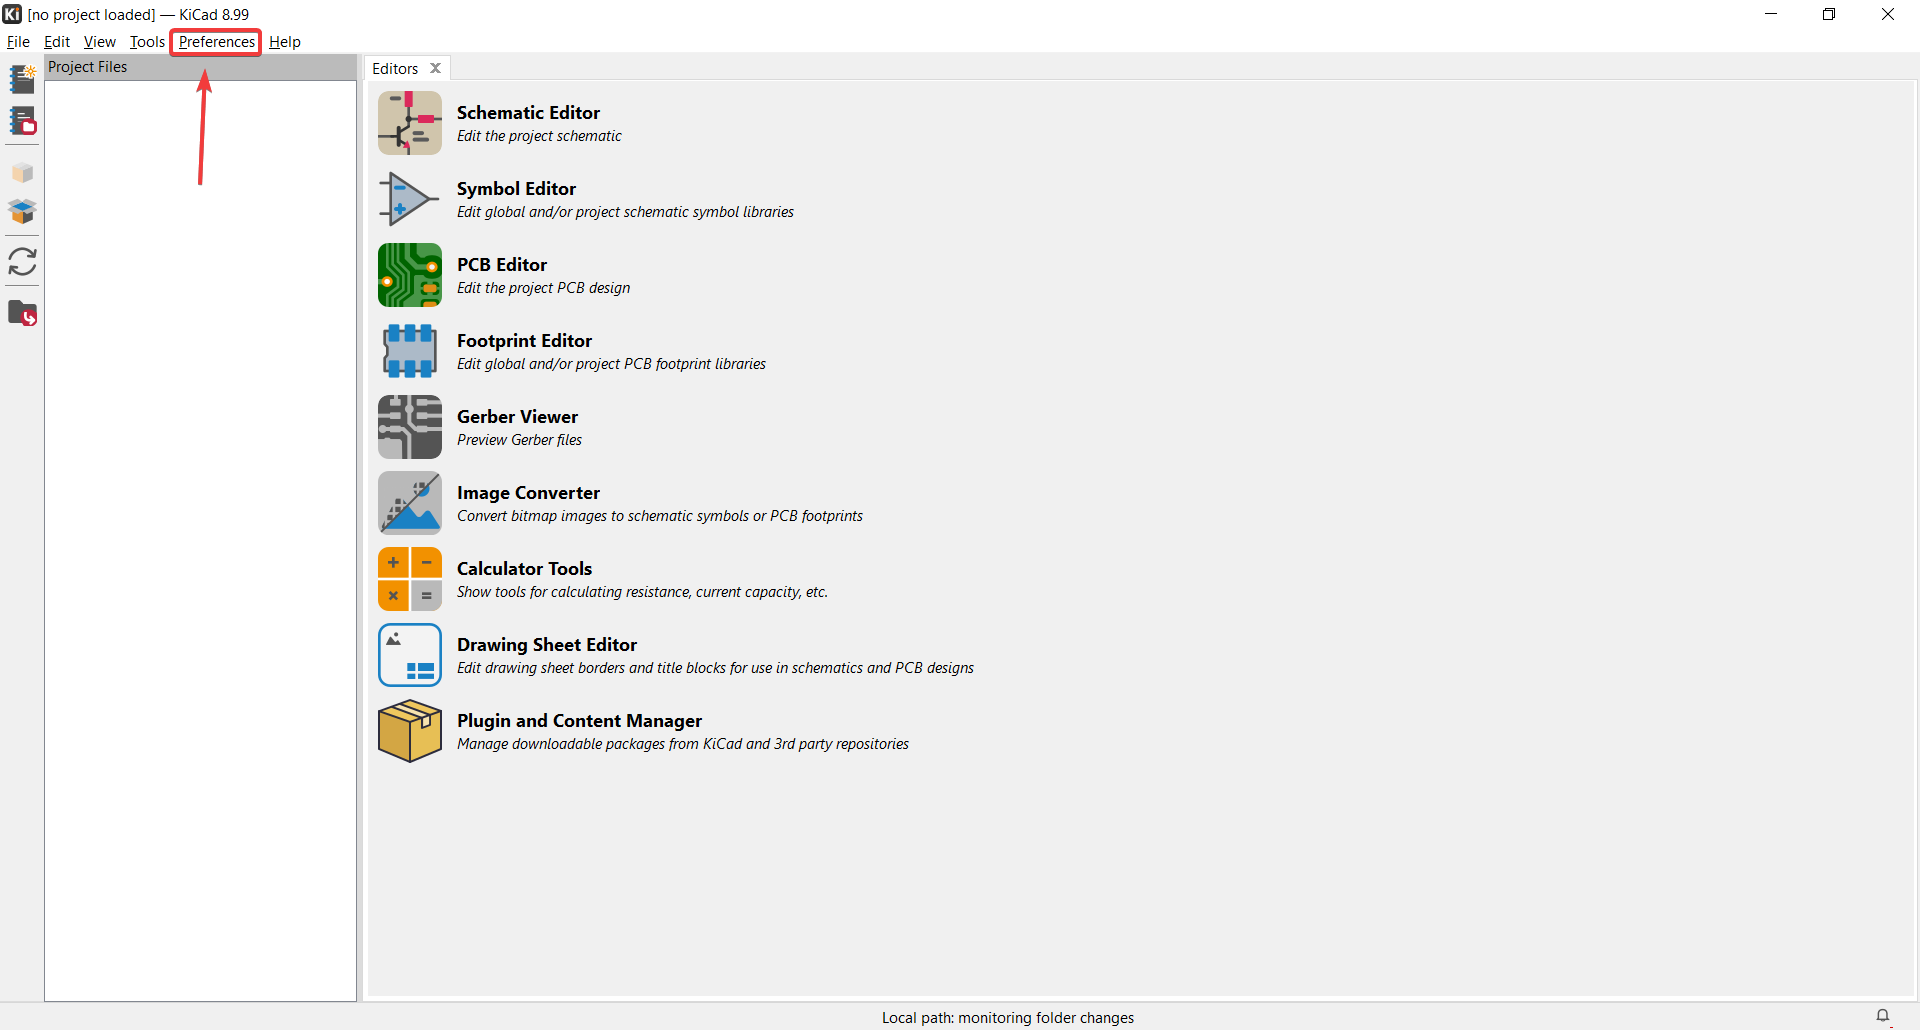 [no project loaded] — KiCad 8.99
File Edit View Tools Preferences Help
Project Files
Editors
Schematic Editor
Edit the project schematic
Symbol Editor
Edit global and/or project schematic symbol libraries
PCB Editor
Edit the project PCB design
Footprint Editor
Edit global and/or project PCB footprint libraries
Gerber Viewer
Preview Gerber files
Image Converter
Convert bitmap images to schematic symbols or PCB footprints
Calculator Tools
Show tools for calculating resistance, current capacity, etc.
Drawing Sheet Editor
Edit drawing sheet borders and title blocks for use in schematics and PCB designs
Plugin and Content Manager
Manage downloadable packages from KiCad and 3rd party repositories
Local path: monitoring folder changes